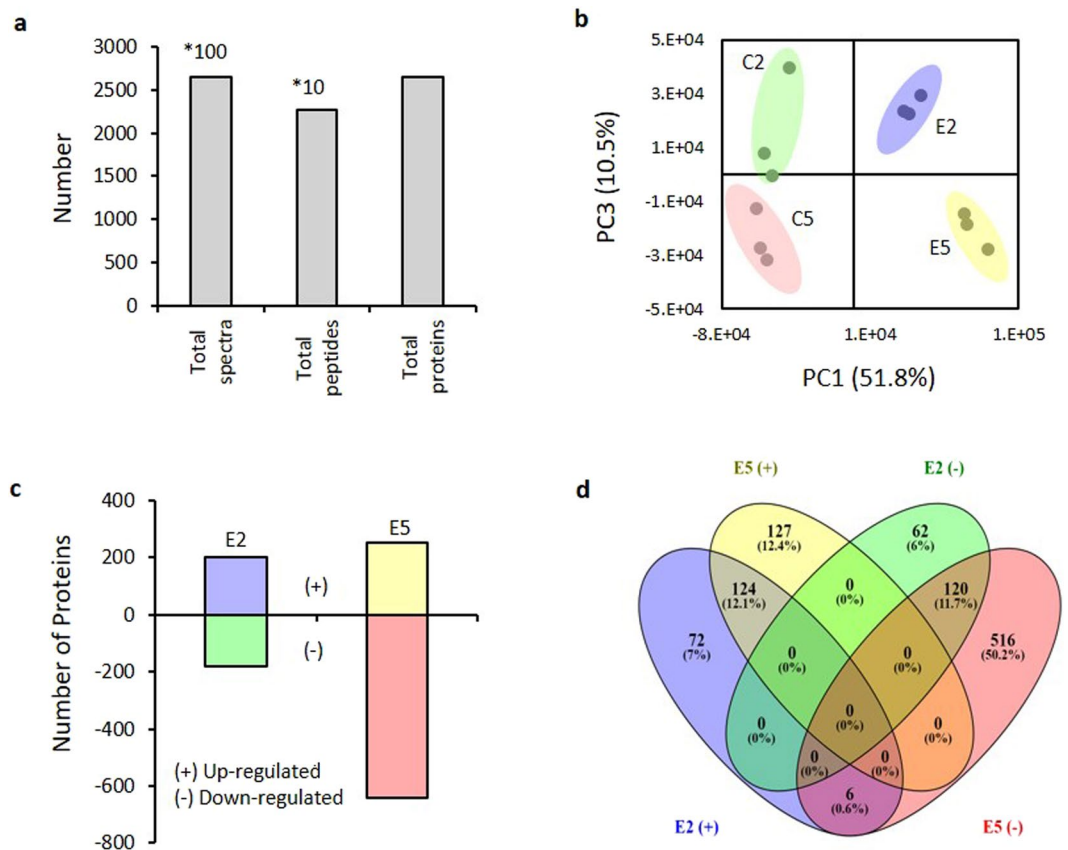 a
3000
2500
2000
1500
1000
500
0
Number
*100
*10
Total
spectra
Total
peptides
Total
proteins
b
5.E+04
3.E+04
1.E+04
-1.E+04
-3.E+04
-5.E+04
PC3 (10.5%)
C2
E2
C5
E5
-8.E+04
1.E+04
1.E+05
PC1 (51.8%)
c
400
200
0
-200
-400
-600
-800
Number of Proteins
E2
E5
(+)
(-)
(+) Up-regulated
(-) Down-regulated
d
E5 (+)
E2 (-)
127
(12.4%)
62
(6%)
124
(12.1%)
0
(0%)
120
(11.7%)
72
(7%)
0
(0%)
0
(0%)
516
(50.2%)
0
(0%)
0
(0%)
0
(0%)
0
(0%)
0
(0%)
6
(0.6%)
E2 (+)
E5 (-)